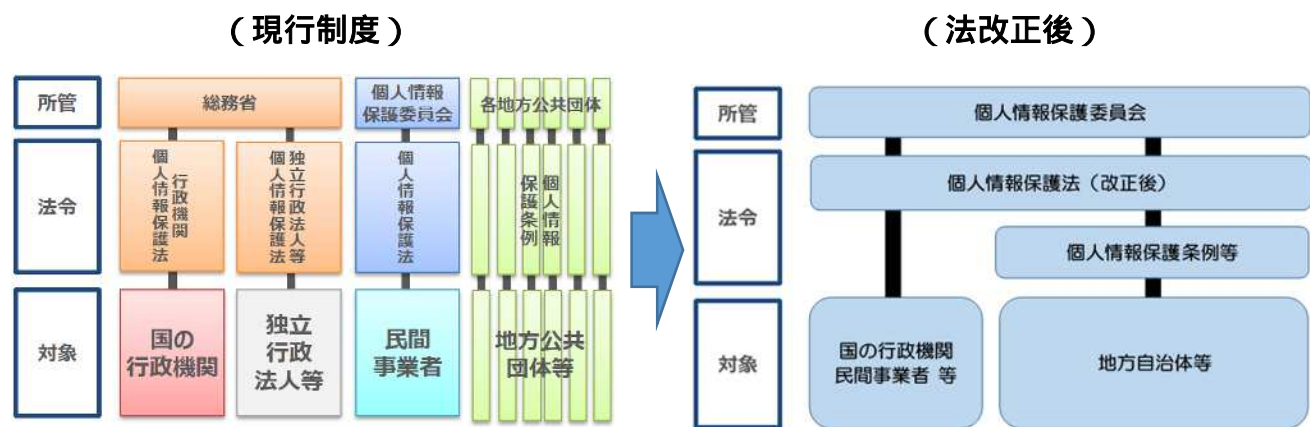 （現行制度）
所管
総務省
個人情報
保護委員会
各地方公共団体
法令
行政機関
個人情報保護法
独立行政法人等
個人情報保護法
個人情報保護法
個人情報
保護条例
対象
国の
行政機関
独立
行政
法人等
民間
事業者
地方公共
団体等
（法改正後）
所管
個人情報保護委員会
法令
個人情報保護法（改正後）
個人情報保護条例等
対象
国の行政機関
民間事業者 等
地方自治体等